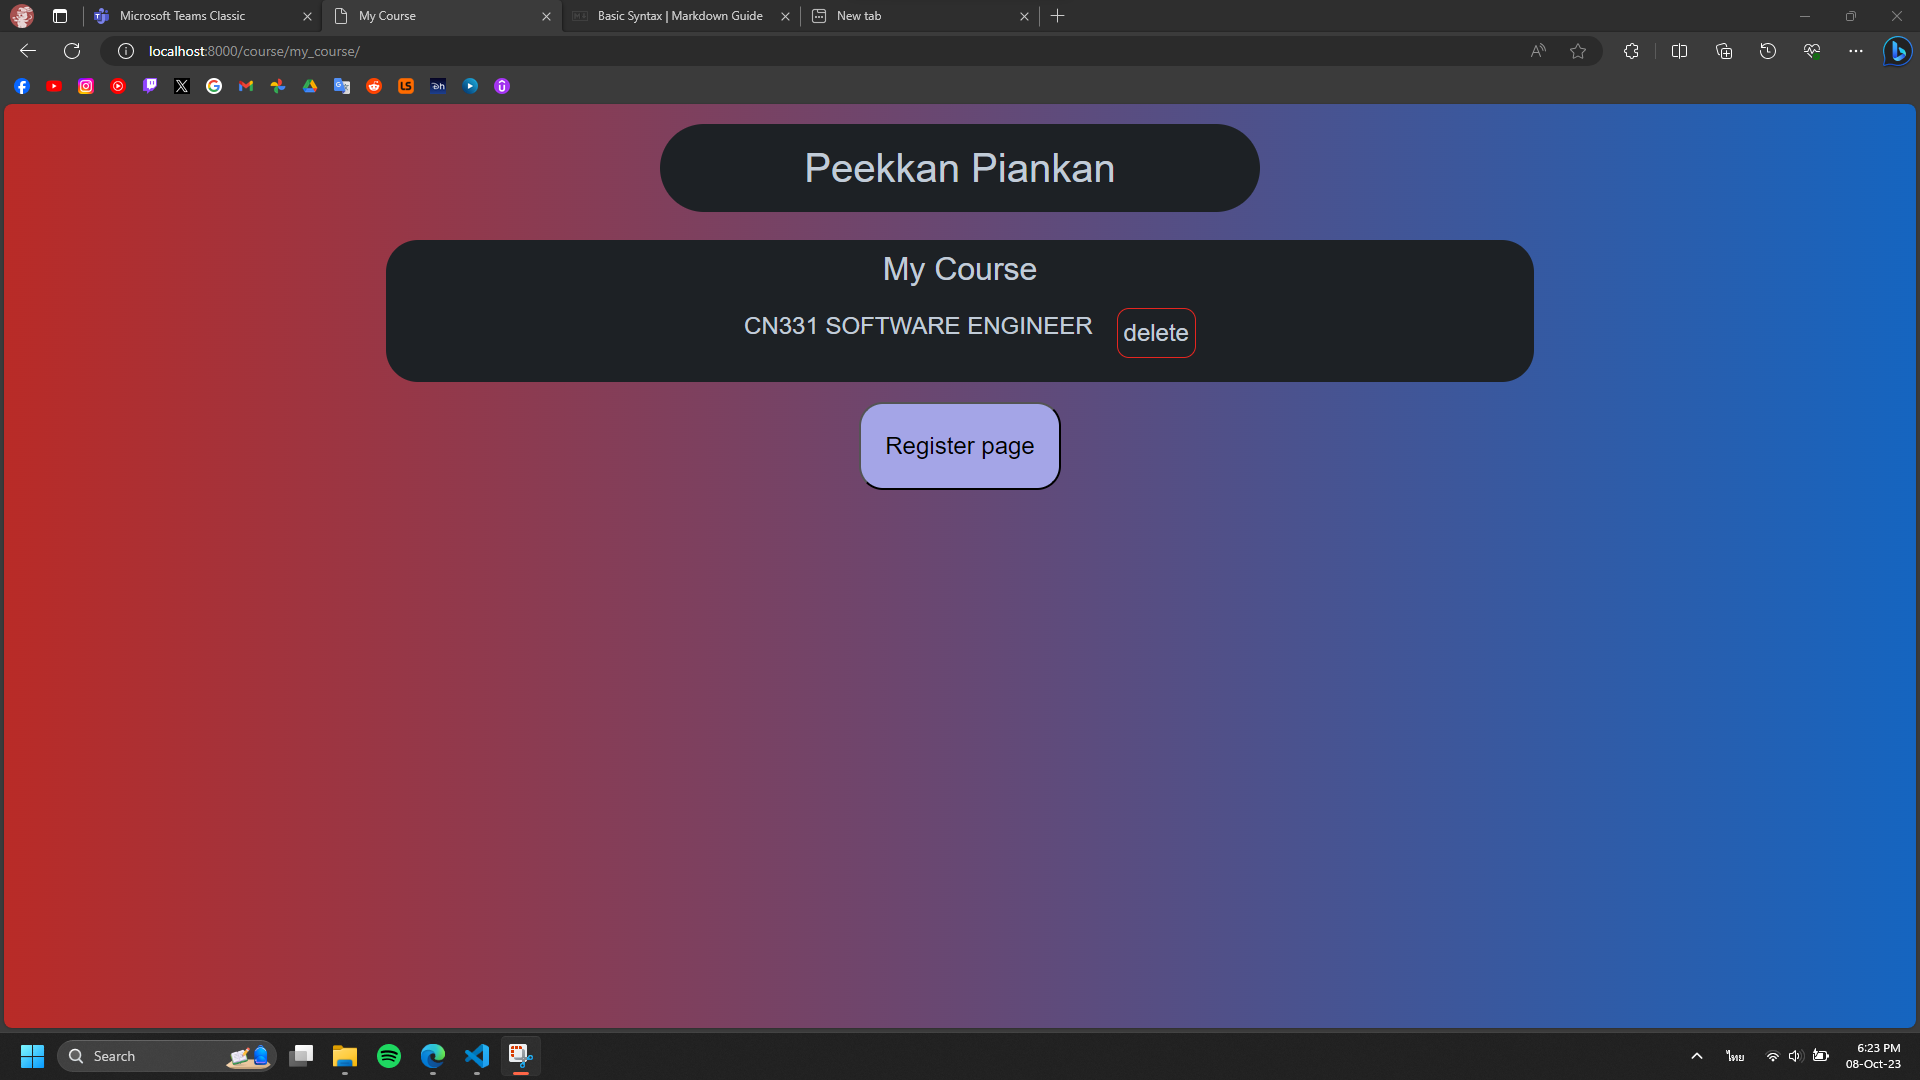 Microsoft Teams Classic
My Course
Basic Syntax | Markdown Guide
New tab
localhost:8000/course/my_course/
Peekkan Piankan
My Course
CN331 SOFTWARE ENGINEER
delete
Register page
Search
ไทย
6:23 PM
08-Oct-23